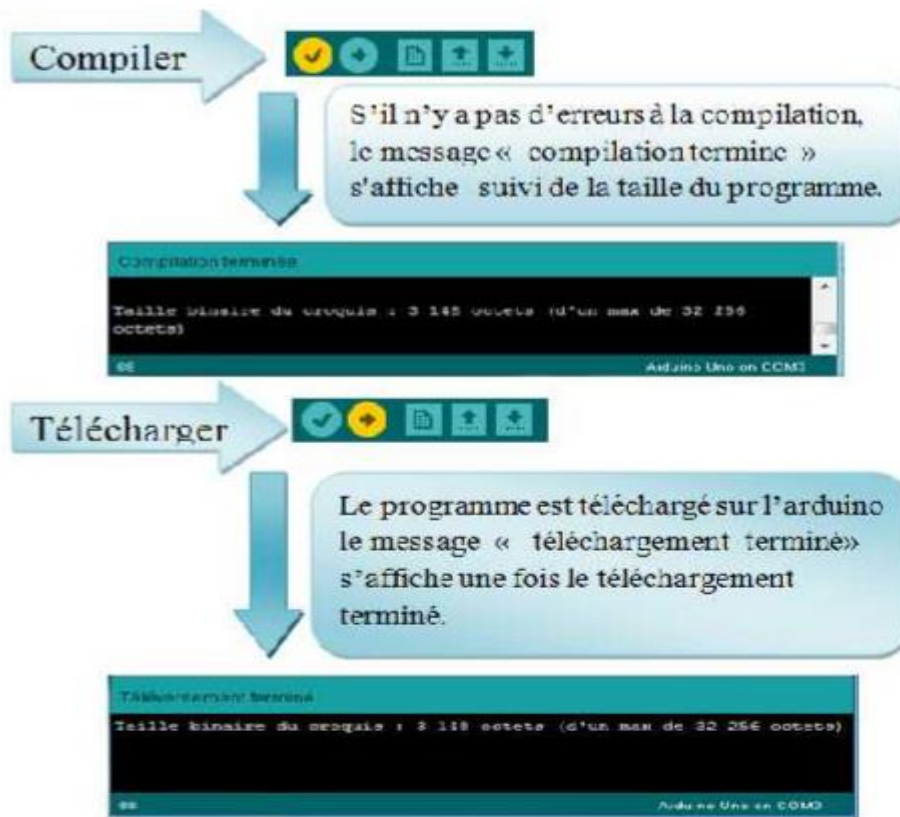 Compiler
S'il n'y a pas d'erreurs à la compilation,
le message « compilation termine »
s'affiche suivi de la taille du programme.
Compilation terminée
Taille binaire du croquis : 3 148 octets (d'un max de 32 256
octets)
Arduino Uno on COM3
Télécharger
Le programme est téléchargé sur l'arduino
le message « téléchargement terminé»
s'affiche une fois le téléchargement
terminé.
Téléversement terminé
Taille binaire du croquis : 3 148 octets (d'un max de 32 256 octets)
Arduino Uno on COM3